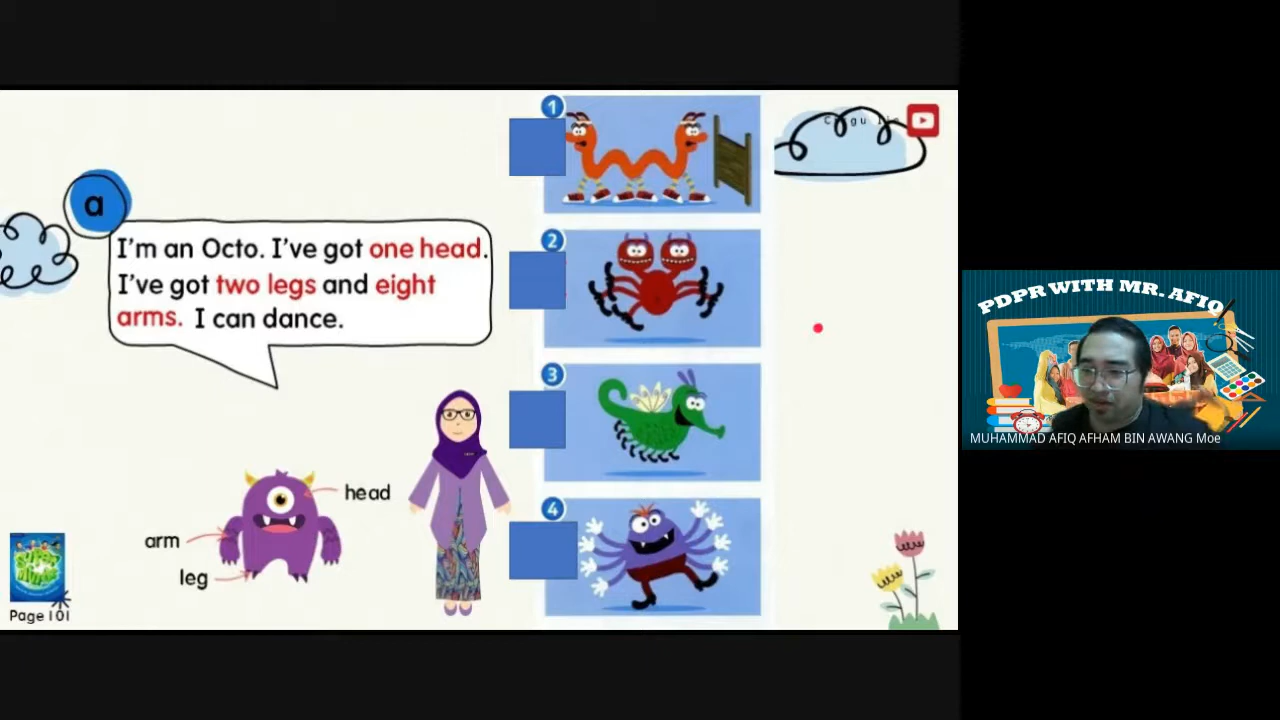 1
a
I'm an Octo. I've got one head.
I've got two legs and eight
arms. I can dance.
2
3
4
head
arm
leg
Page 101
PDPR WITH MR. AFIQ
MUHAMMAD AFIQ AFHAM BIN AWANG Moe